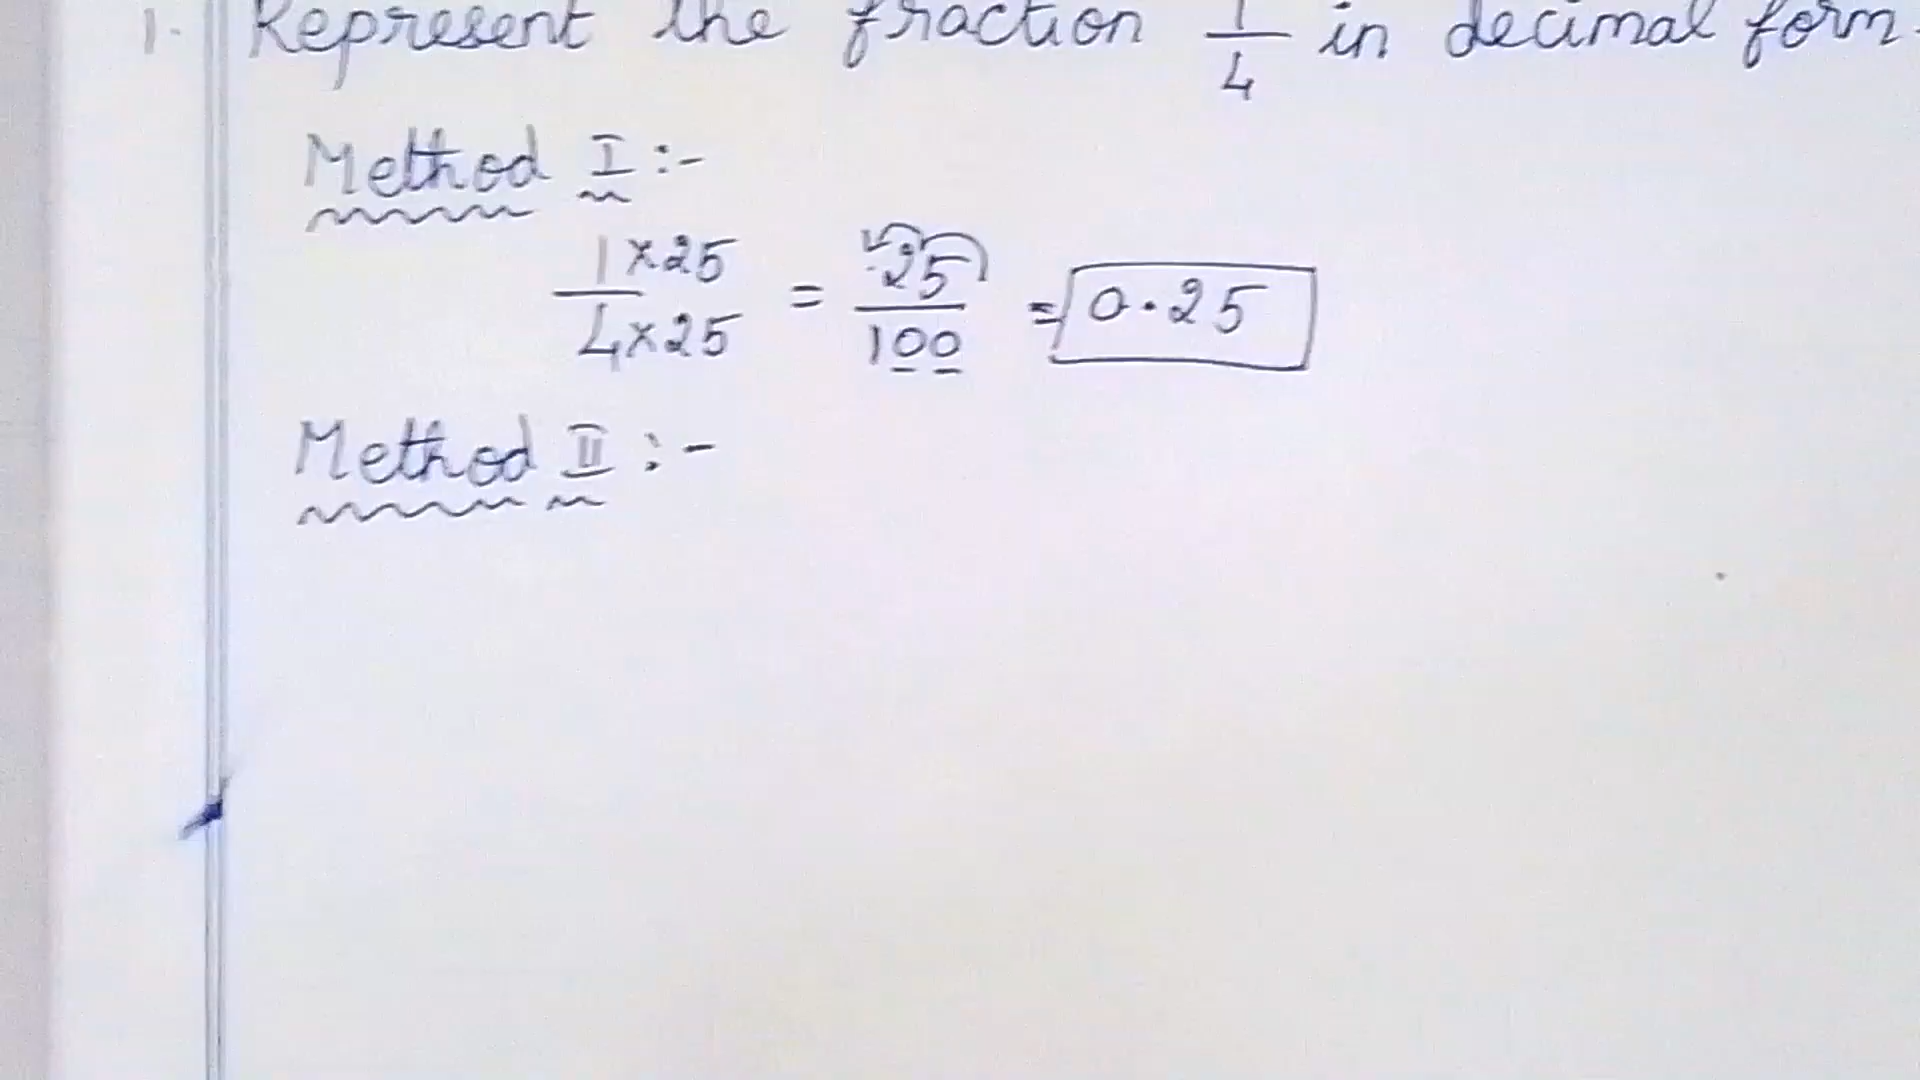 1. Represent the fraction 1/4 in decimal form.
Method I :-
1×25/4×25 = 25/100 = 0.25
Method II :-